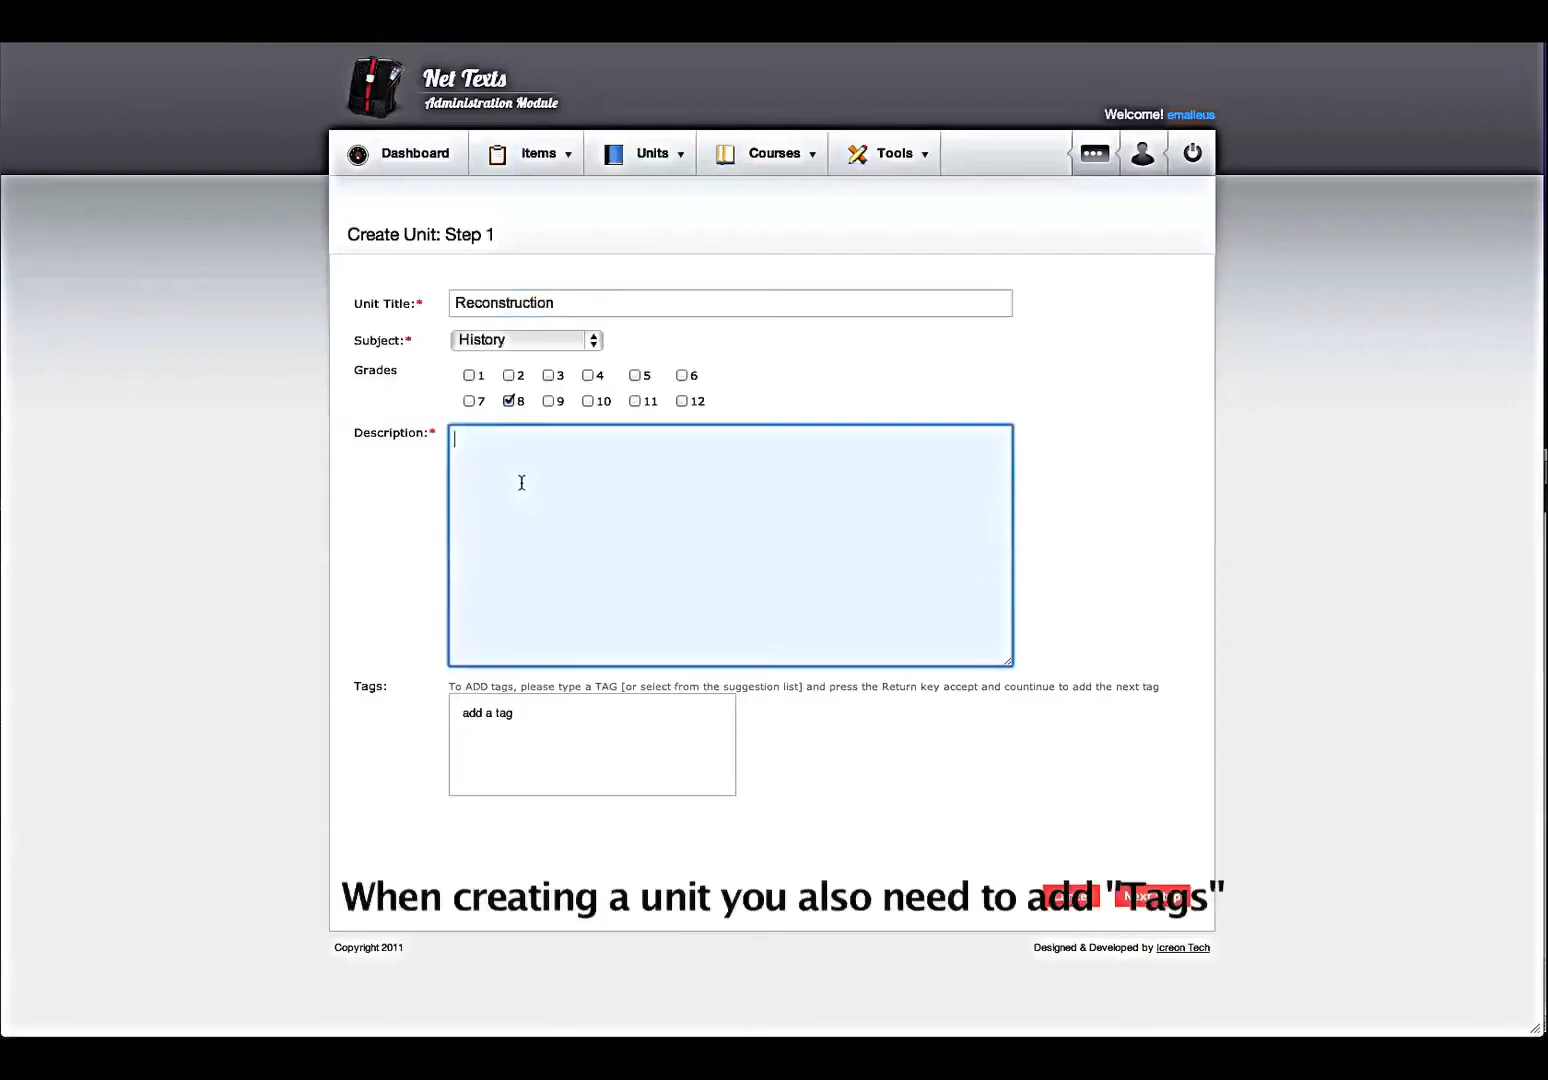 Net Texts
Administration Module
Welcome! emalleus
Dashboard Items Units Courses Tools
Create Unit: Step 1
Unit Title:* Reconstruction
Subject:* History
Grades
1 2 3 4 5 6
7 8 9 10 11 12
Description:*
Tags: To ADD tags, please type a TAG [or select from the suggestion list] and press the Return key accept and countinue to add the next tag
add a tag
When creating a unit you also need to add "Tags"
Copyright 2011 Designed & Developed by Icreon Tech